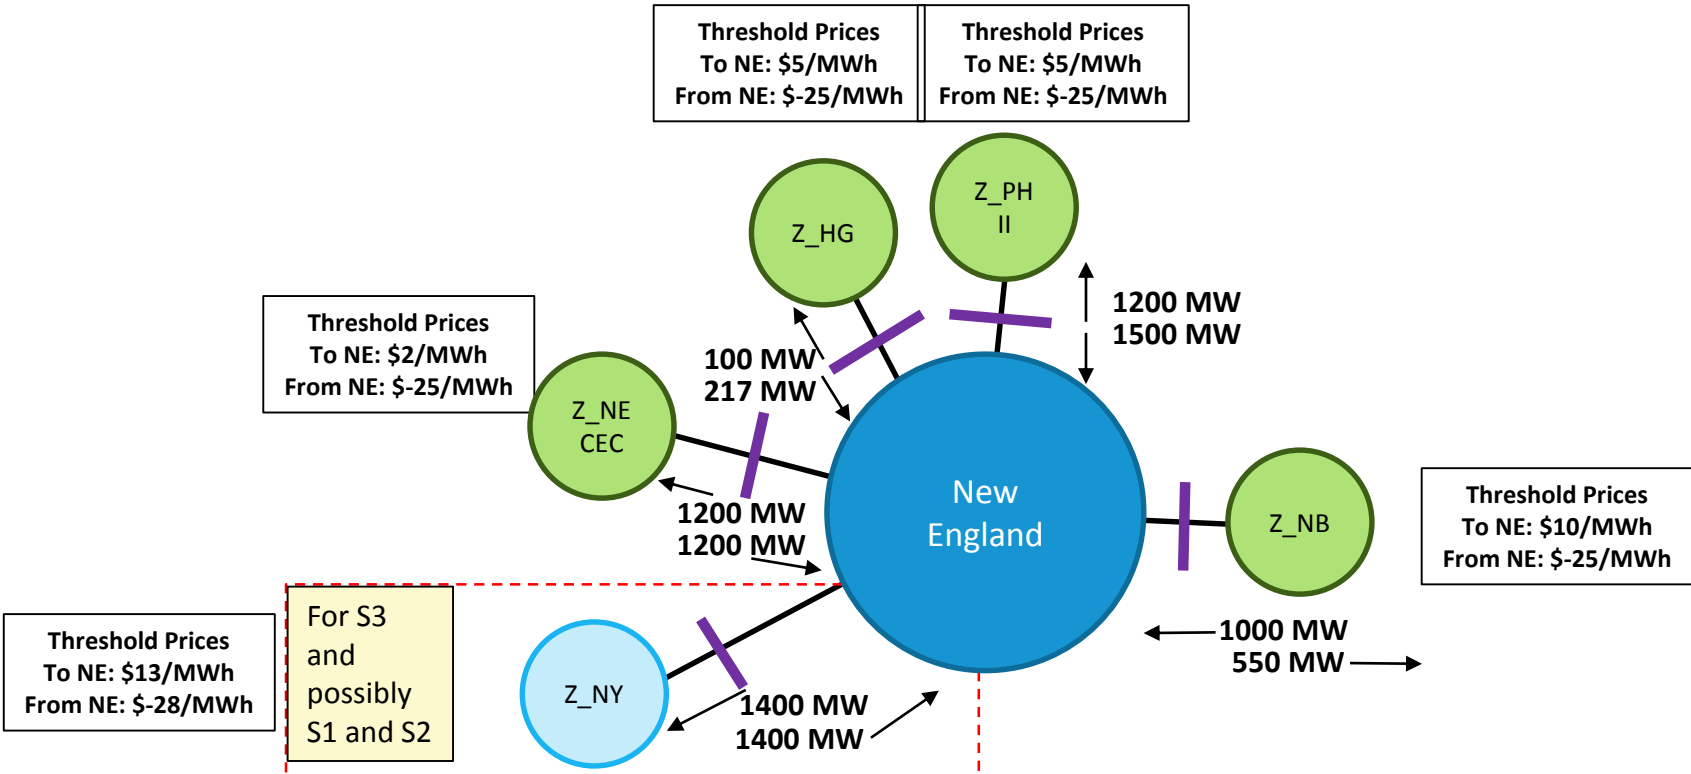 Threshold Prices
To NE: $5/MWh
From NE: $-25/MWh
Threshold Prices
To NE: $5/MWh
From NE: $-25/MWh
Z_PH
II
Z_HG
1200 MW
1500 MW
Threshold Prices
To NE: $2/MWh
From NE: $-25/MWh
100 MW
217 MW
Z_NE
CEC
New
England
1200 MW
1200 MW
Z_NB
Threshold Prices
To NE: $10/MWh
From NE: $-25/MWh
1000 MW
550 MW
Threshold Prices
To NE: $13/MWh
From NE: $-28/MWh
For S3
and
possibly
S1 and S2
Z_NY
1400 MW
1400 MW